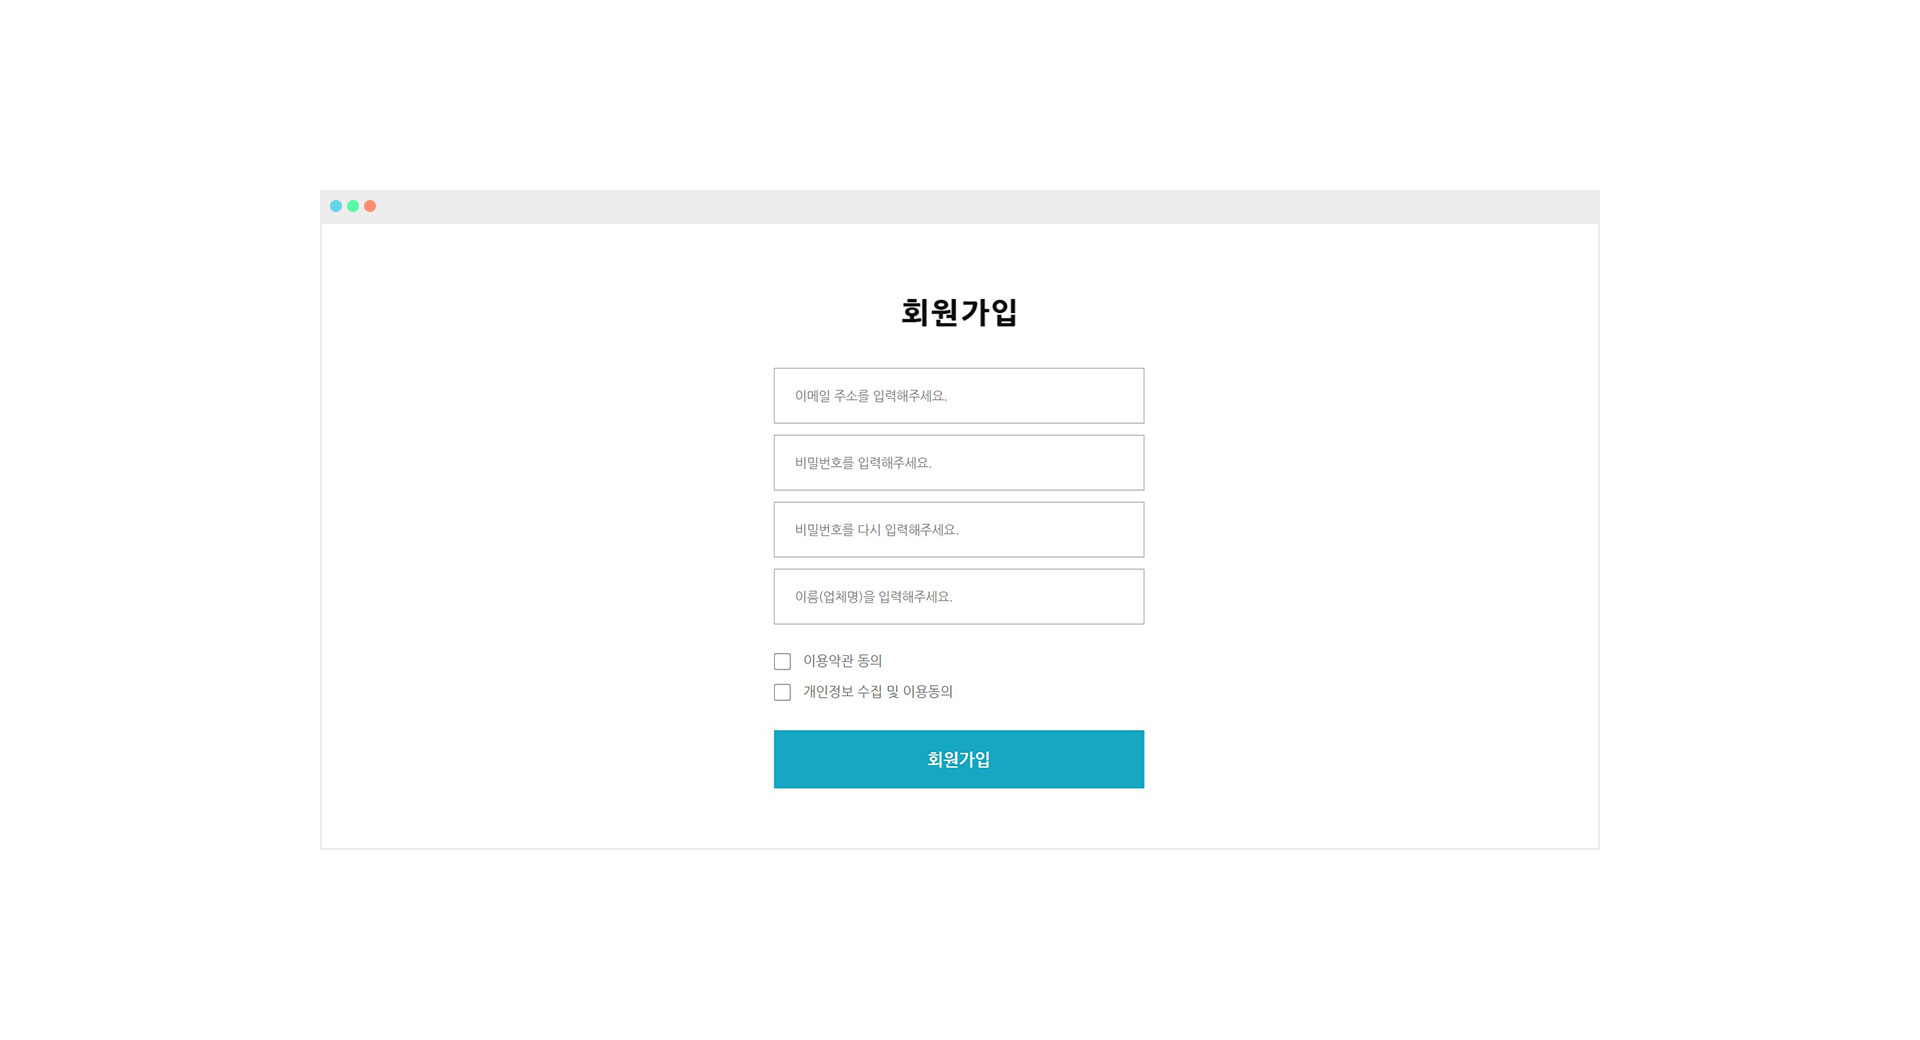 회원가입
이메일 주소를 입력해주세요.
비밀번호를 입력해주세요.
비밀번호를 다시 입력해주세요.
이름(업체명)을 입력해주세요.
이용약관 동의
개인정보 수집 및 이용동의
회원가입